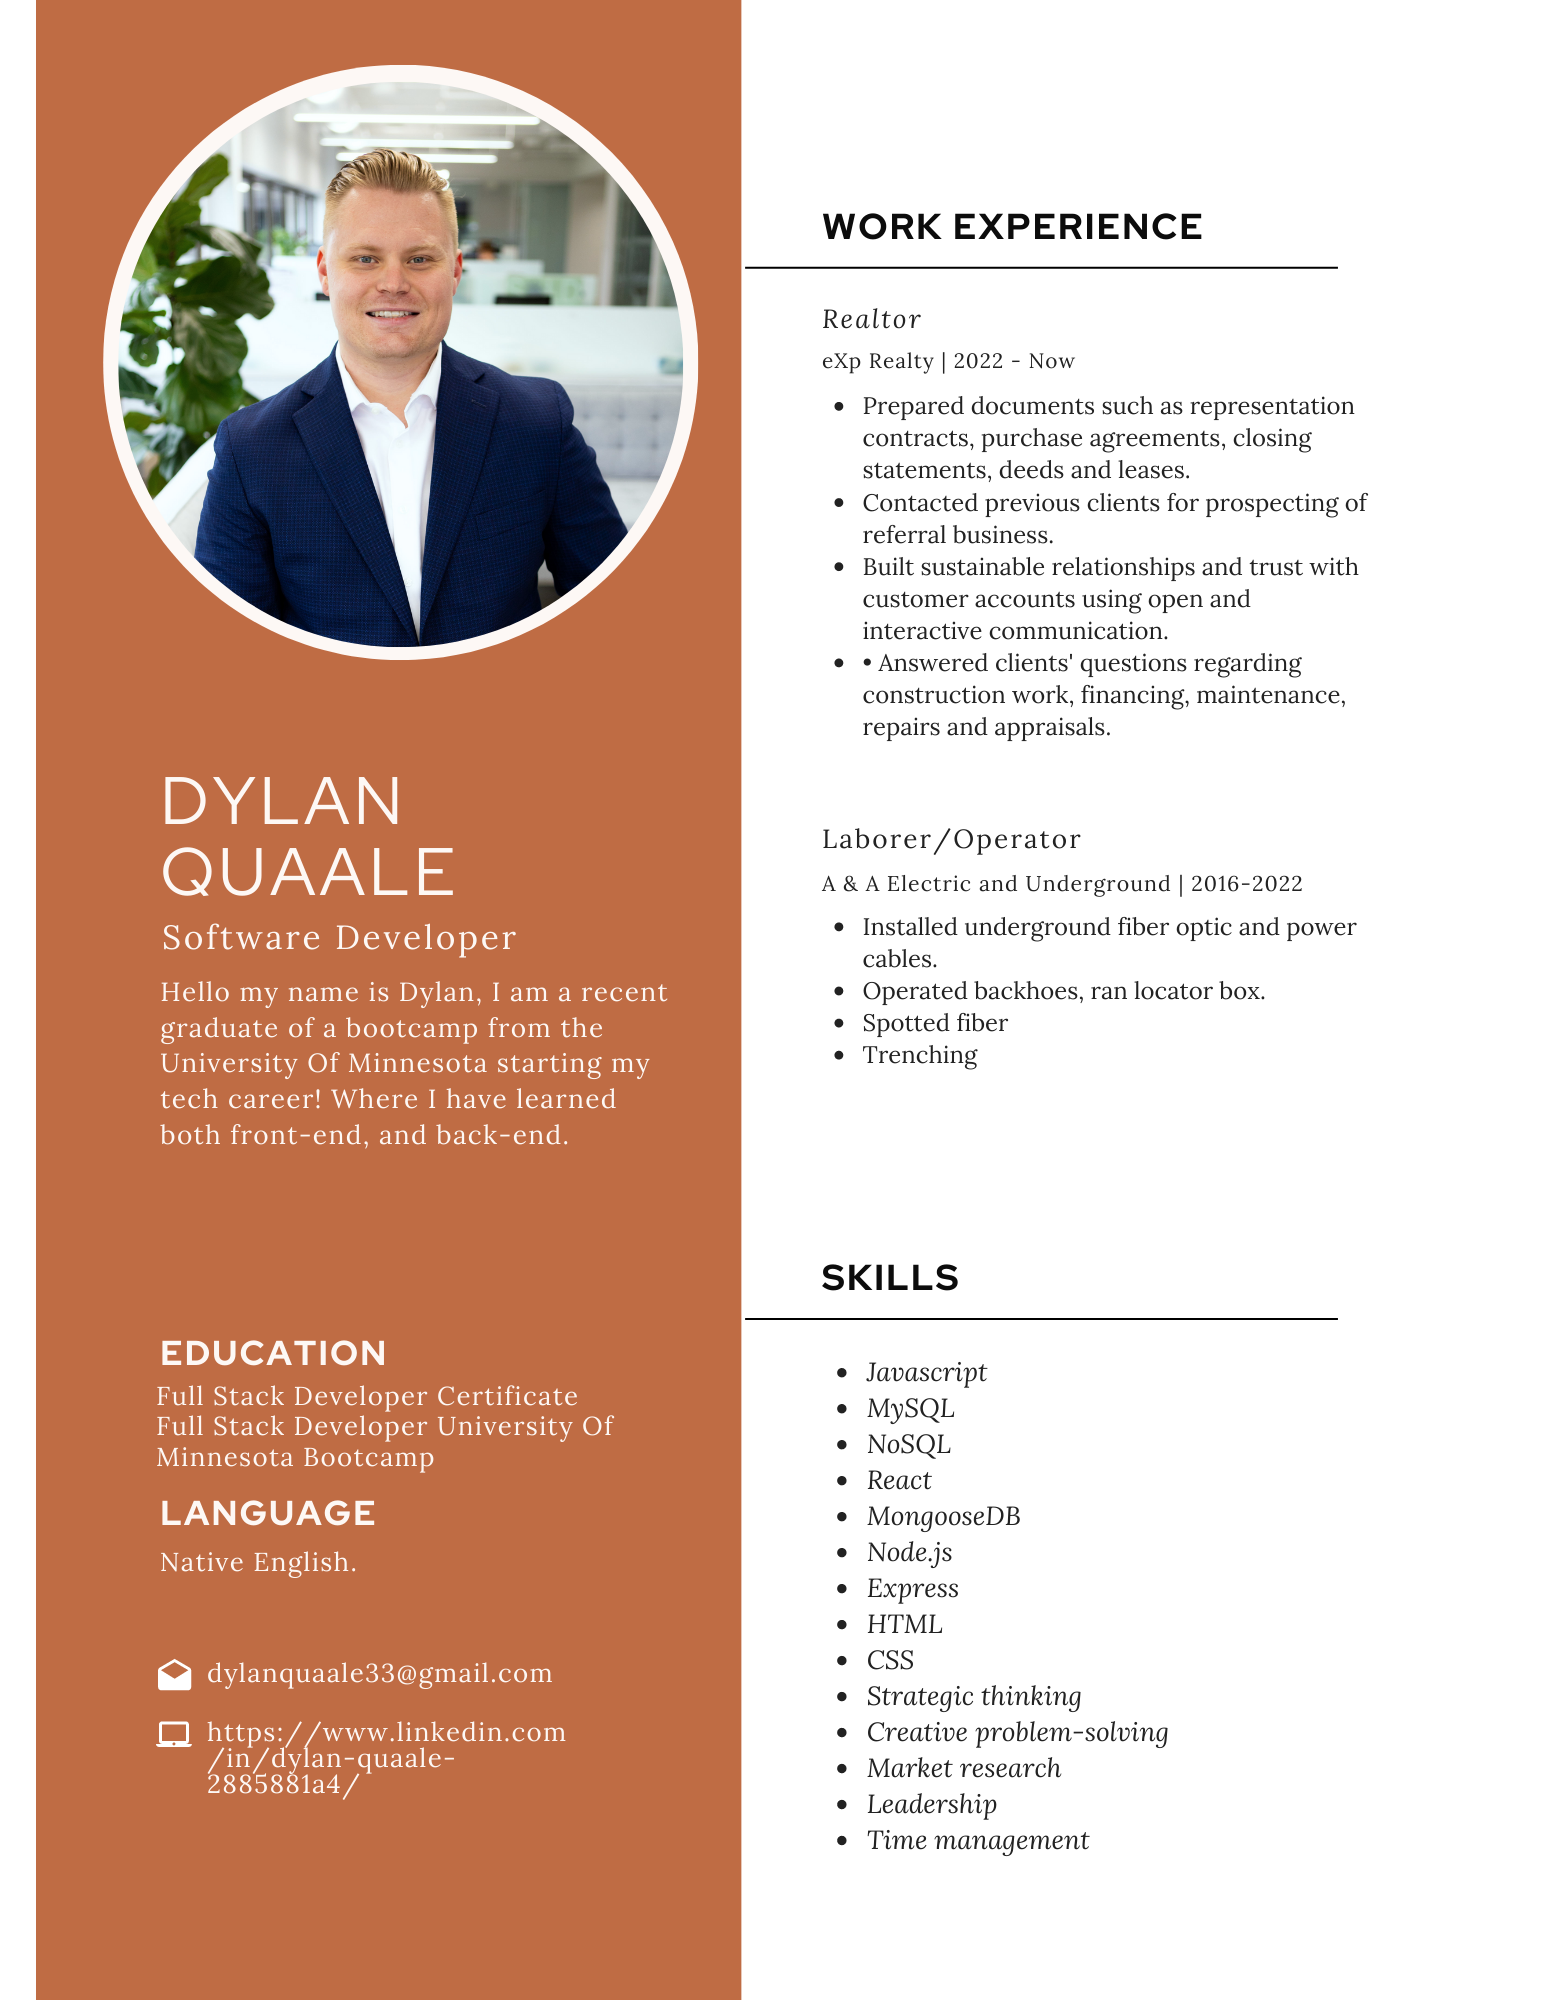 DYLAN
QUAALE
Software Developer
Hello my name is Dylan, I am a recent
graduate of a bootcamp from the
University Of Minnesota starting my
tech career! Where I have learned
both front-end, and back-end.
EDUCATION
Full Stack Developer Certificate
Full Stack Developer University Of
Minnesota Bootcamp
LANGUAGE
Native English.
dylanquaale33@gmail.com
https://www.linkedin.com
/in/dylan-quaale-
2885881a4/
WORK EXPERIENCE
Realtor
eXp Realty | 2022 - Now
• Prepared documents such as representation
contracts, purchase agreements, closing
statements, deeds and leases.
• Contacted previous clients for prospecting of
referral business.
• Built sustainable relationships and trust with
customer accounts using open and
interactive communication.
• • Answered clients' questions regarding
construction work, financing, maintenance,
repairs and appraisals.
Laborer/Operator
A & A Electric and Underground | 2016-2022
• Installed underground fiber optic and power
cables.
• Operated backhoes, ran locator box.
• Spotted fiber
• Trenching
SKILLS
• Javascript
• MySQL
• NoSQL
• React
• MongooseDB
• Node.js
• Express
• HTML
• CSS
• Strategic thinking
• Creative problem-solving
• Market research
• Leadership
• Time management